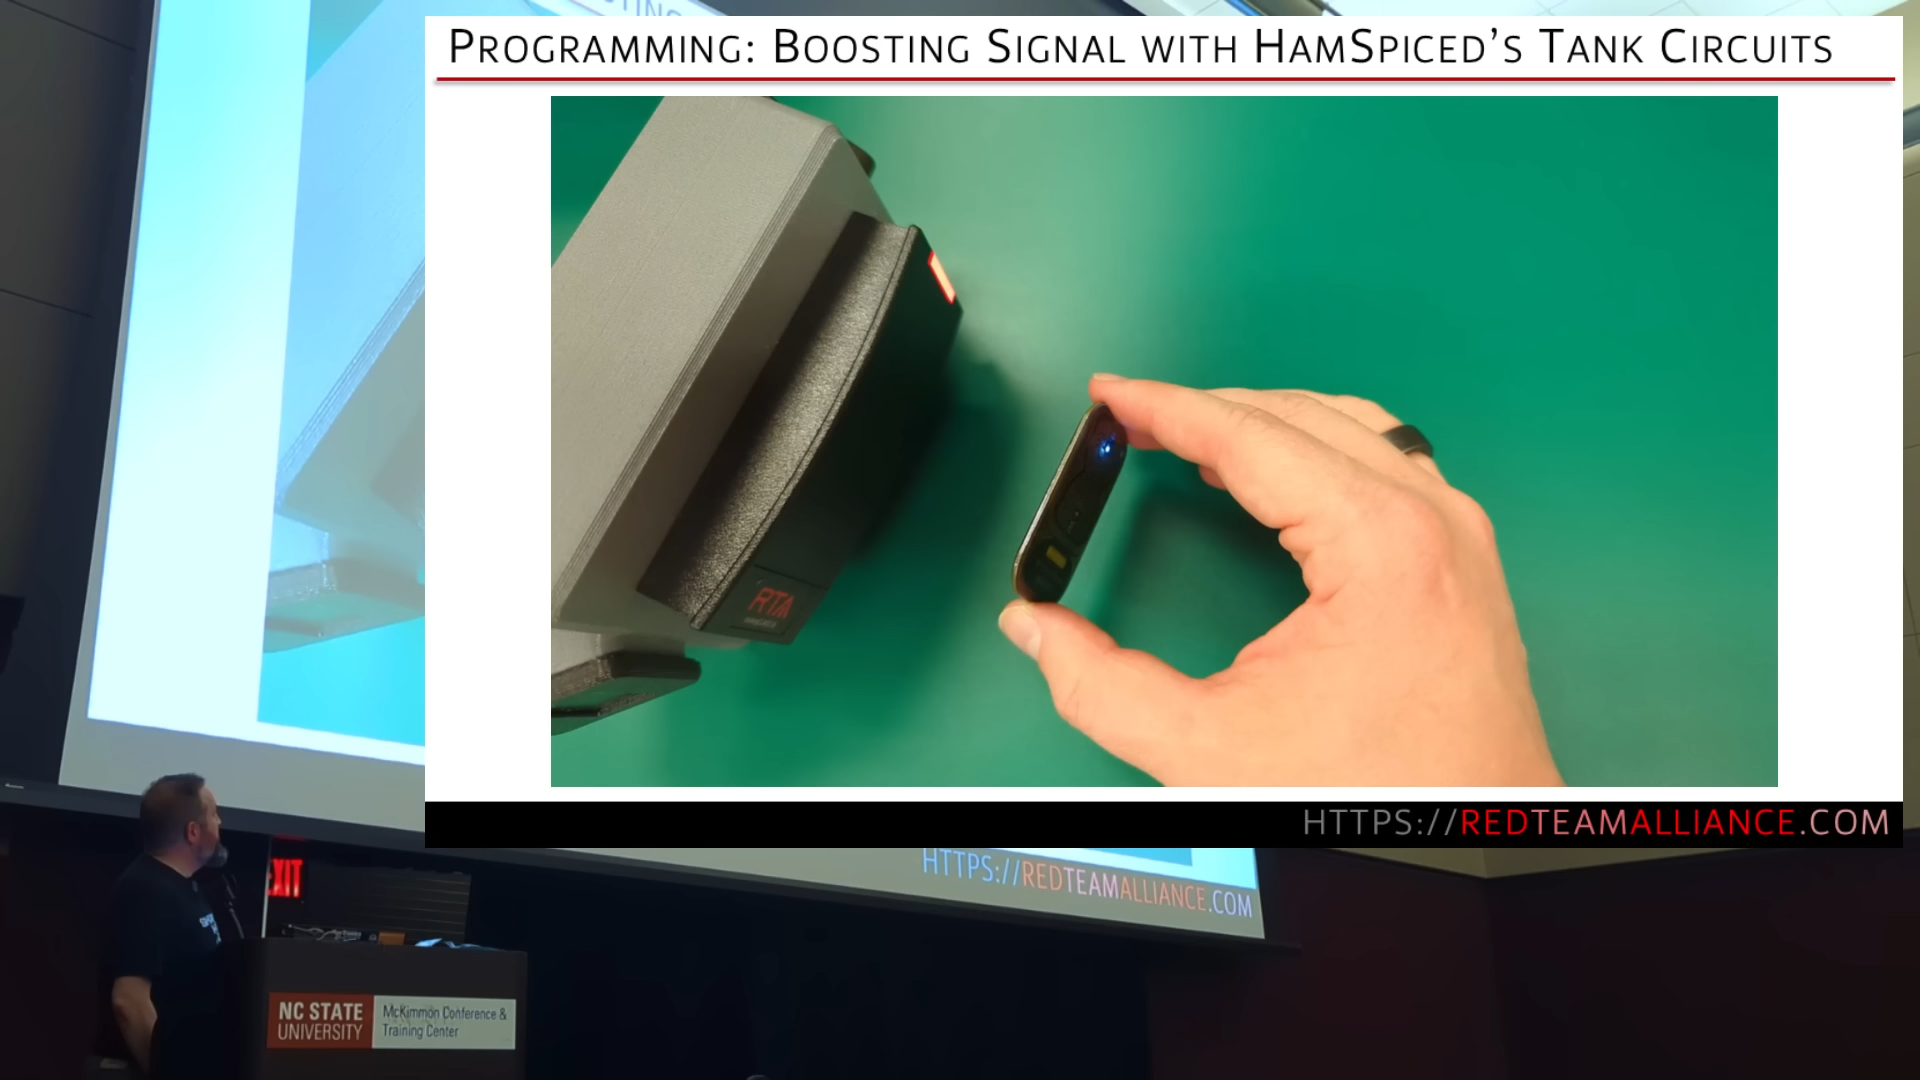 PROGRAMMING: BOOSTING SIGNAL WITH HAMSPICED'S TANK CIRCUITS
RTA
HTTPS://REDTEAMALLIANCE.COM
HTTPS://REDTEAMALLIANCE.COM
EXIT
NC STATE
UNIVERSITY
McKimmon Conference &
Training Center